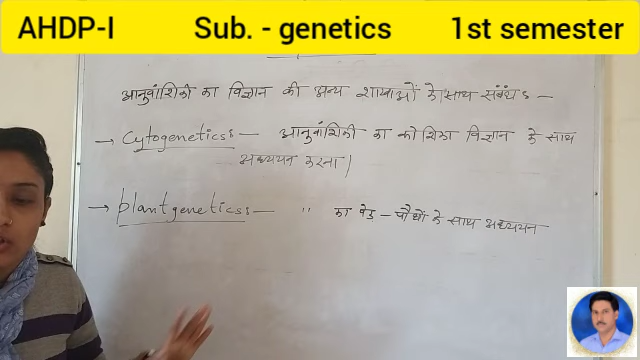 AHDP-I Sub. - genetics 1st semester
आनुवांशिकी का विज्ञान की अन्य शाखाओं के साथ संबंध :-
→ Cytogenetics :- आनुवांशिकी का कोशिका विज्ञान के साथ
अध्ययन करना।
→ plantgenetics :- " का पेड़ - पौधों के साथ अध्ययन